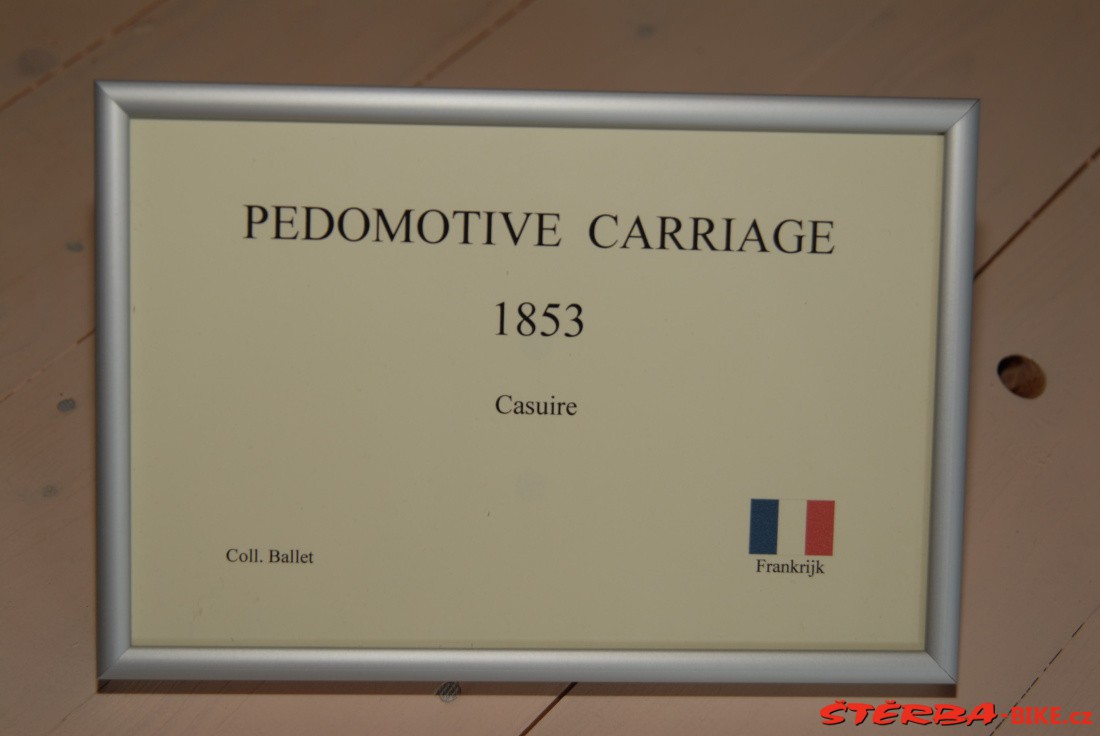 PEDOMOTIVE CARRIAGE
1853
Casuire
Coll. Ballet
Frankrijk
ŠTĚRBA-BIKE.cz